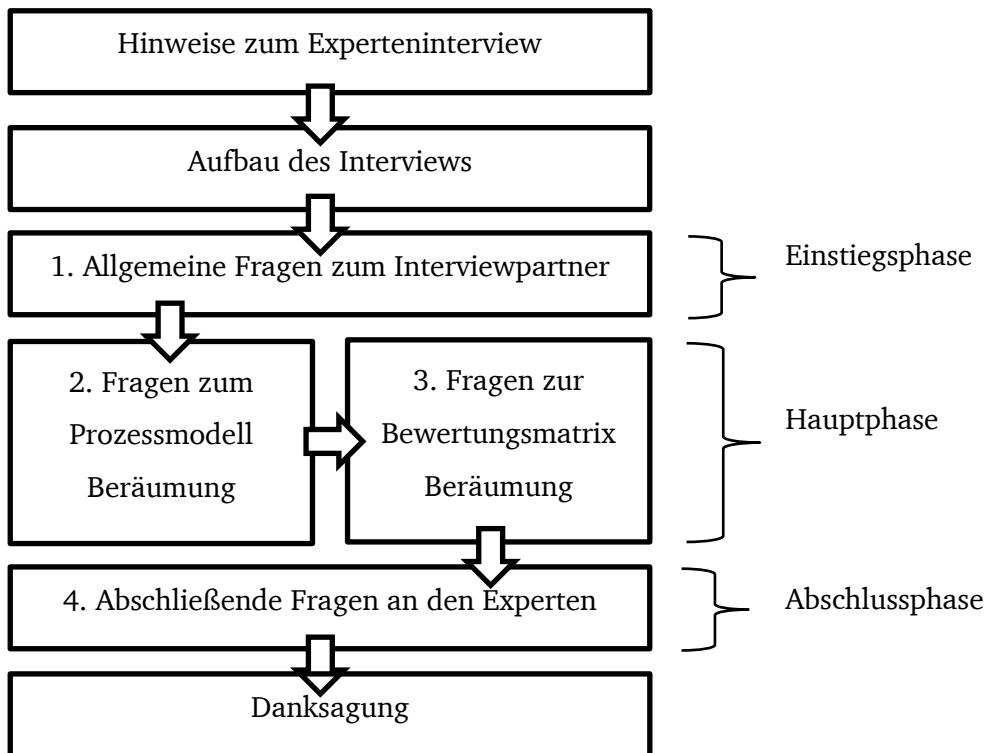 Hinweise zum Experteninterview
Aufbau des Interviews
1. Allgemeine Fragen zum Interviewpartner
Einstiegsphase
2. Fragen zum
Prozessmodell
Beräumung
3. Fragen zur
Bewertungsmatrix
Beräumung
Hauptphase
4. Abschließende Fragen an den Experten
Abschlussphase
Danksagung